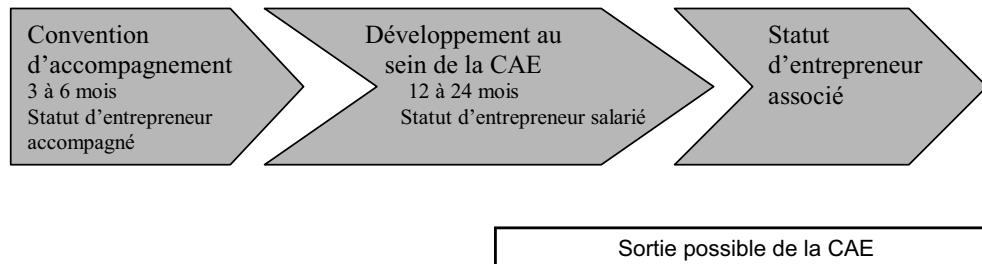 Convention
d’accompagnement
3 à 6 mois
Statut d’entrepreneur
accompagné
Développement au
sein de la CAE
12 à 24 mois
Statut d’entrepreneur salarié
Statut
d’entrepreneur
associé
Sortie possible de la CAE